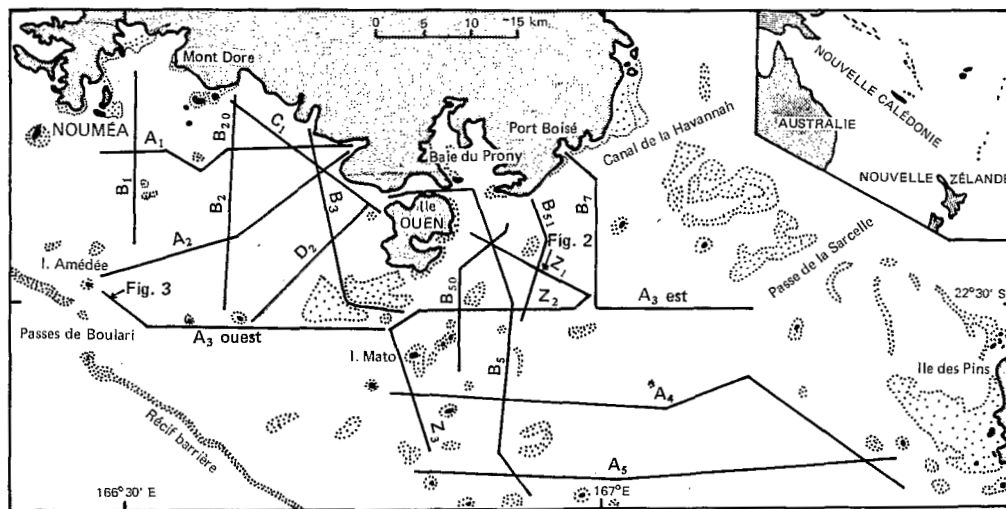 0 5 10 15 km
Mont Dore
NOUMÉA
A1
B20
C1
Port Boisé
Baie du Prony
Canal de la Havannah
NOUVELLE CALÉDONIE
AUSTRALIE
NOUVELLE ZÉLANDE
B1
B2
B3
Ile
OUEN
B51
B7
Fig. 2
A2
D2
Z1
Passe de la Sarcelle
I. Amédée
Fig. 3
B50
Z2
A3 est
22°30' S
Passes de Boulari
A3 ouest
I. Mato
B5
Ile des Pins
A4
Z3
Récif barrière
A5
166°30' E
167°E